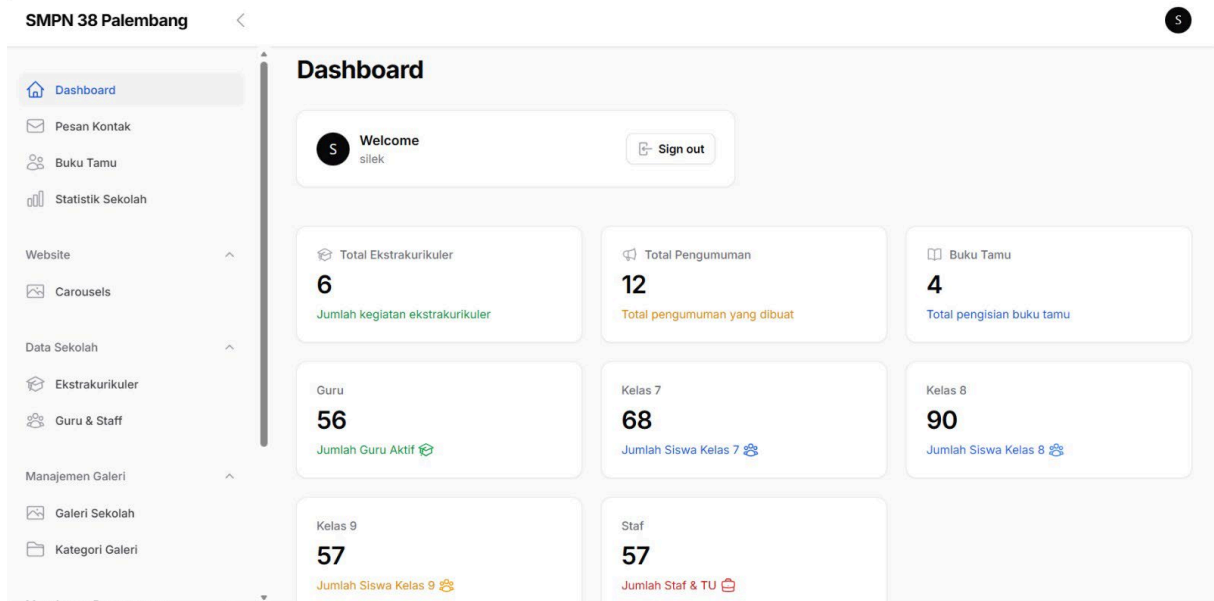 SMPN 38 Palembang
S
Dashboard
Pesan Kontak
Buku Tamu
Statistik Sekolah
Website
Carousels
Data Sekolah
Ekstrakurikuler
Guru & Staff
Manajemen Galeri
Galeri Sekolah
Kategori Galeri
Dashboard
S
Welcome
silek
Sign out
Total Ekstrakurikuler
6
Jumlah kegiatan ekstrakurikuler
Total Pengumuman
12
Total pengumuman yang dibuat
Buku Tamu
4
Total pengisian buku tamu
Guru
56
Jumlah Guru Aktif
Kelas 7
68
Jumlah Siswa Kelas 7
Kelas 8
90
Jumlah Siswa Kelas 8
Kelas 9
57
Jumlah Siswa Kelas 9
Staf
57
Jumlah Staf & TU